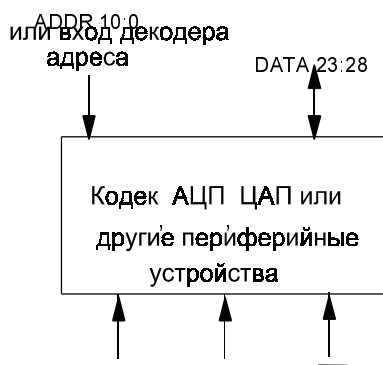 ADDR 10:0
или вход декодера
адреса
DATA 23:28
Кодек, АЦП, ЦАП или
другие периферийные
устройства